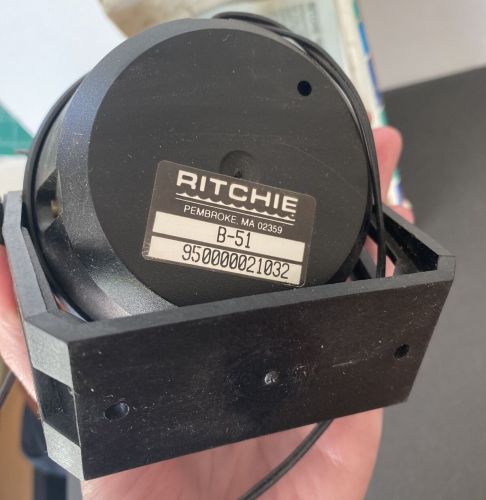 RITCHIE
PEMBROKE, MA 02359
B-51
950000021032